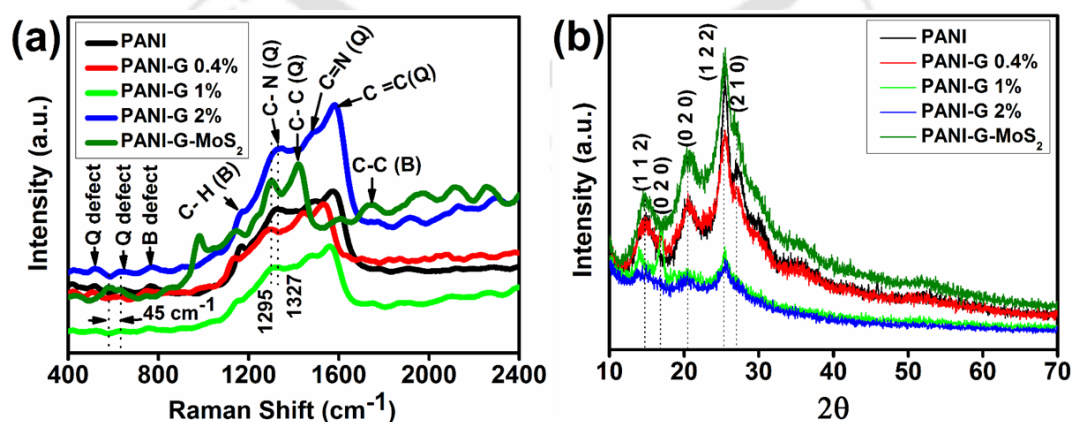 (a)
PANI
PANI-G 0.4%
PANI-G 1%
PANI-G 2%
PANI-G-MoS₂
Q defect
Q defect
B defect
C- H (B)
C- N (Q)
C- C (Q)
C=N (Q)
C =C(Q)
C-C (B)
45 cm⁻¹
1295
1327
Intensity (a.u.)
400 800 1200 1600 2000 2400
Raman Shift (cm⁻¹)
(b)
PANI
PANI-G 0.4%
PANI-G 1%
PANI-G 2%
PANI-G-MoS₂
(1 1 2)
(0 2 0)
(0 2 0)
(1 2 2)
(2 1 0)
Intensity (a.u.)
10 20 30 40 50 60 70
2θ